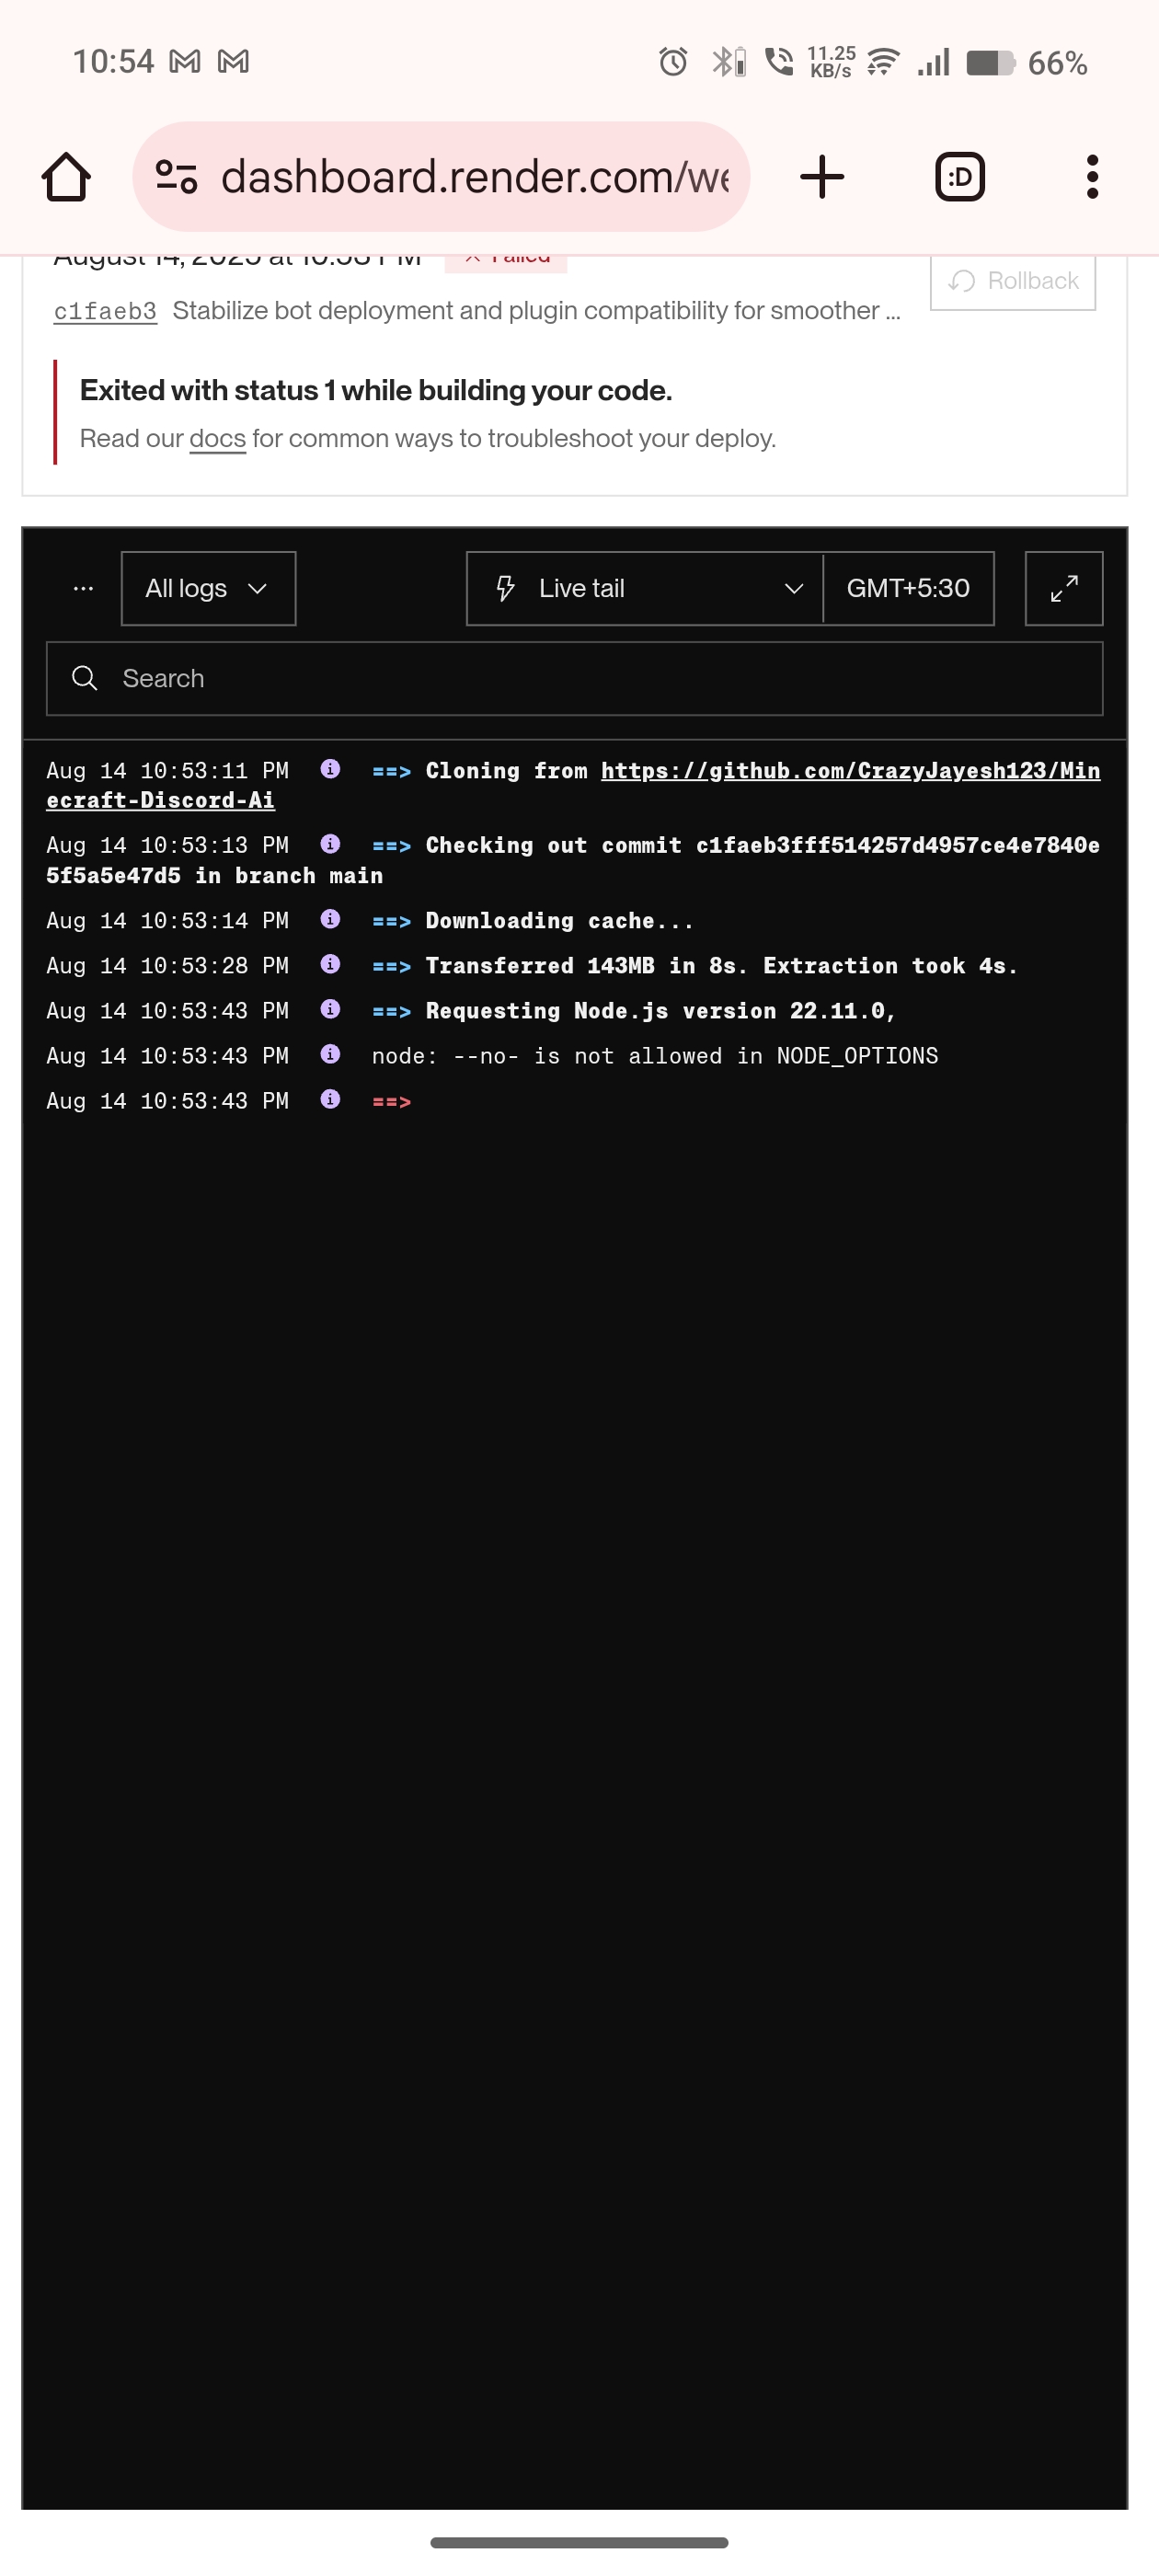 10:54
11.25
KB/s
66%
dashboard.render.com/we
:D
August 14, 2025 at 10:53 PM Failed
Rollback
c1faeb3 Stabilize bot deployment and plugin compatibility for smoother ...
Exited with status 1 while building your code.
Read our docs for common ways to troubleshoot your deploy.
... All logs Live tail GMT+5:30
Search
Aug 14 10:53:11 PM ==> Cloning from https://github.com/CrazyJayesh123/Min
ecraft-Discord-Ai
Aug 14 10:53:13 PM ==> Checking out commit c1faeb3fff514257d4957ce4e7840e
5f5a5e47d5 in branch main
Aug 14 10:53:14 PM ==> Downloading cache...
Aug 14 10:53:28 PM ==> Transferred 143MB in 8s. Extraction took 4s.
Aug 14 10:53:43 PM ==> Requesting Node.js version 22.11.0,
Aug 14 10:53:43 PM node: --no- is not allowed in NODE_OPTIONS
Aug 14 10:53:43 PM ==>